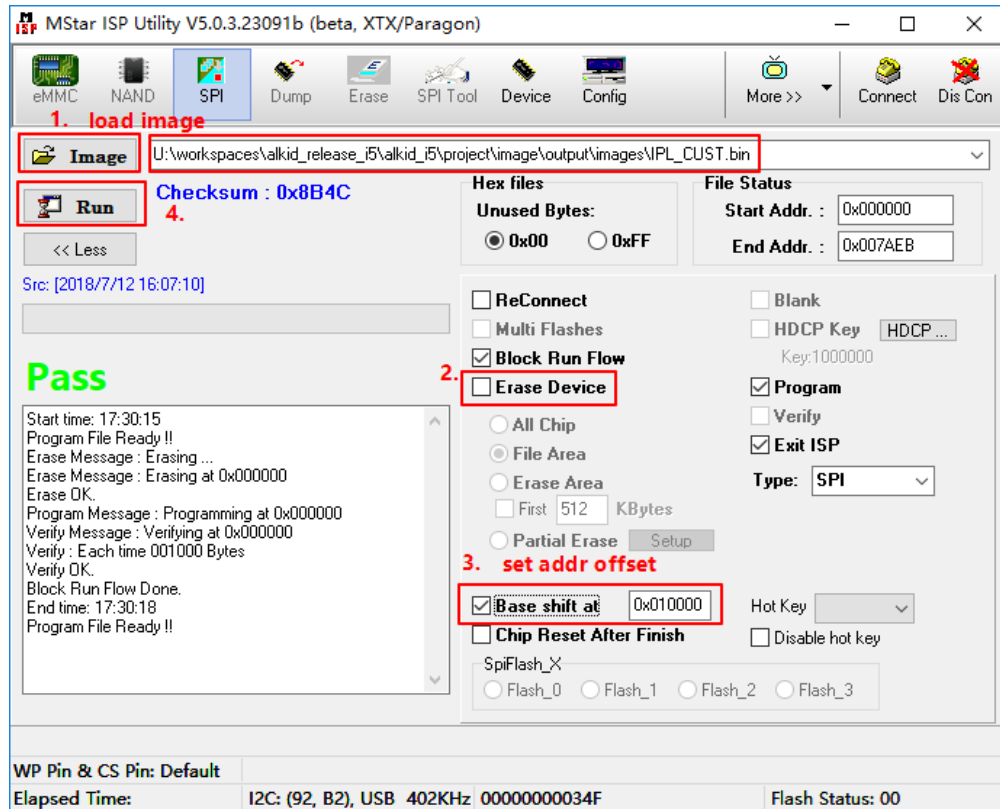 MStar ISP Utility V5.0.3.23091b (beta, XTX/Paragon)
eMMC NAND SPI Dump Erase SPI Tool Device Config More >> Connect Dis Con
1. load image
Image U:\workspaces\alkid_release_i5\alkid_i5\project\image\output\images\IPL_CUST.bin
Run
4.
Checksum : 0x8B4C
<< Less
Hex files
Unused Bytes:
0x00 0xFF
File Status
Start Addr. : 0x000000
End Addr. : 0x007AEB
Src: [2018/7/12 16:07:10]
Pass
Start time: 17:30:15
Program File Ready !!
Erase Message : Erasing ...
Erase Message : Erasing at 0x000000
Erase OK.
Program Message : Programming at 0x000000
Verify Message : Verifying at 0x000000
Verify : Each time 001000 Bytes
Verify OK.
Block Run Flow Done.
End time: 17:30:18
Program File Ready !!
ReConnect
Multi Flashes
Block Run Flow
2.
Erase Device
All Chip
File Area
Erase Area
First 512 KBytes
Partial Erase Setup
3. set addr offset
Base shift at 0x010000
Chip Reset After Finish
Blank
HDCP Key HDCP ...
Key:1000000
Program
Verify
Exit ISP
Type: SPI
Hot Key
Disable hot key
SpiFlash_X
Flash_0 Flash_1 Flash_2 Flash_3
WP Pin & CS Pin: Default
Elapsed Time: I2C: (92, B2), USB 402KHz 00000000034F Flash Status: 00